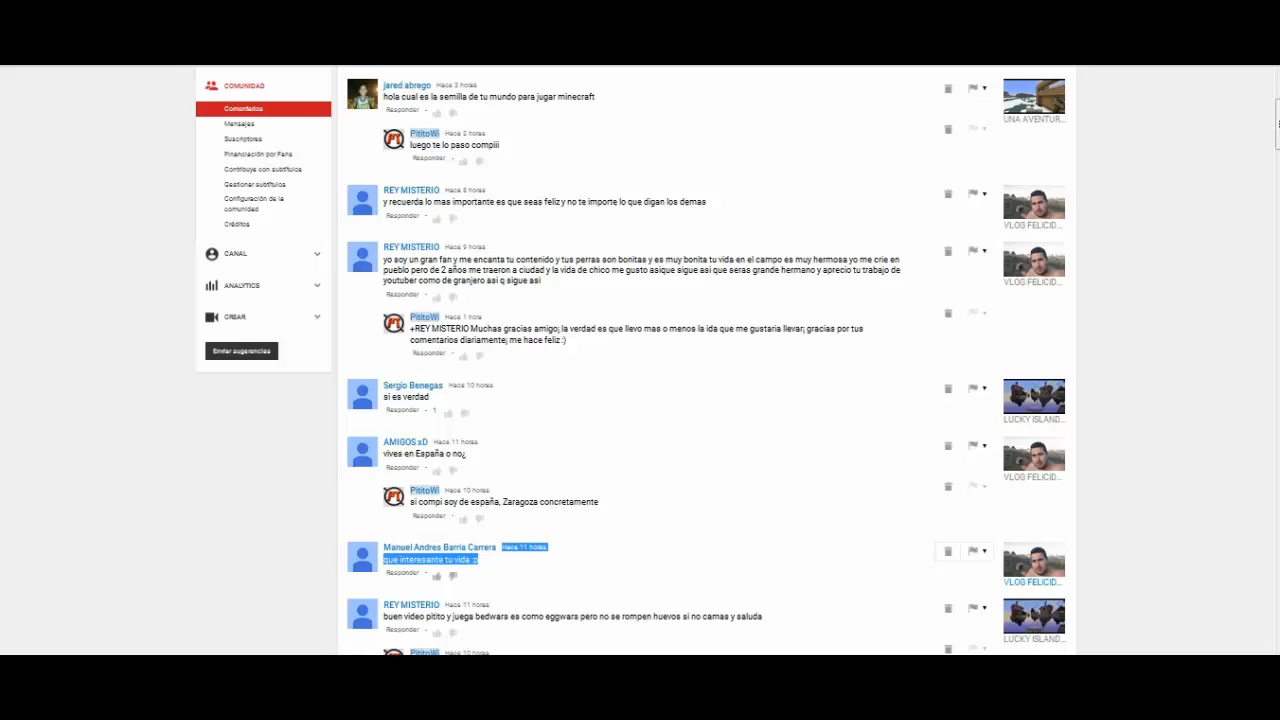 COMUNIDAD
Comentarios
Mensajes
Suscriptores
Financiación por Fans
Contribuye con subtítulos
Gestionar subtítulos
Configuración de la
comunidad
Créditos
CANAL
ANALYTICS
CREAR
Enviar sugerencias
jared abrego Hace 2 horas
hola cual es la semilla de tu mundo para jugar minecraft
Responder
UNA AVENTUR...
PititoWi Hace 2 horas
luego te lo paso compiii
Responder
REY MISTERIO Hace 8 horas
y recuerda lo mas importante es que seas feliz y no te importe lo que digan los demas
Responder
VLOG FELICID...
REY MISTERIO Hace 9 horas
yo soy un gran fan y me encanta tu contenido y tus perras son bonitas y es muy bonita tu vida en el campo es muy hermosa yo me crie en
pueblo pero de 2 años me traeron a ciudad y la vida de chico me gusto asique sigue asi que seras grande hermano y aprecio tu trabajo de
youtuber como de granjero asi q sigue asi
Responder
VLOG FELICID...
PititoWi Hace 1 hora
+REY MISTERIO Muchas gracias amigo; la verdad es que llevo mas o menos la ida que me gustaria llevar; gracias por tus
comentarios diariamente; me hace feliz :)
Responder
Sergio Benegas Hace 10 horas
si es verdad
Responder · 1
LUCKY ISLAND...
AMIGOS xD Hace 11 horas
vives en España o no¿
Responder
VLOG FELICID...
PititoWi Hace 10 horas
si compi soy de españa, Zaragoza concretamente
Responder
Manuel Andres Barría Carrera Hace 11 horas
que interesante tu vida :p
Responder
VLOG FELICID...
REY MISTERIO Hace 11 horas
buen video pitito y juega bedwars es como eggwars pero no se rompen huevos si no camas y saluda
Responder
LUCKY ISLAND...
PititoWi Hace 10 horas